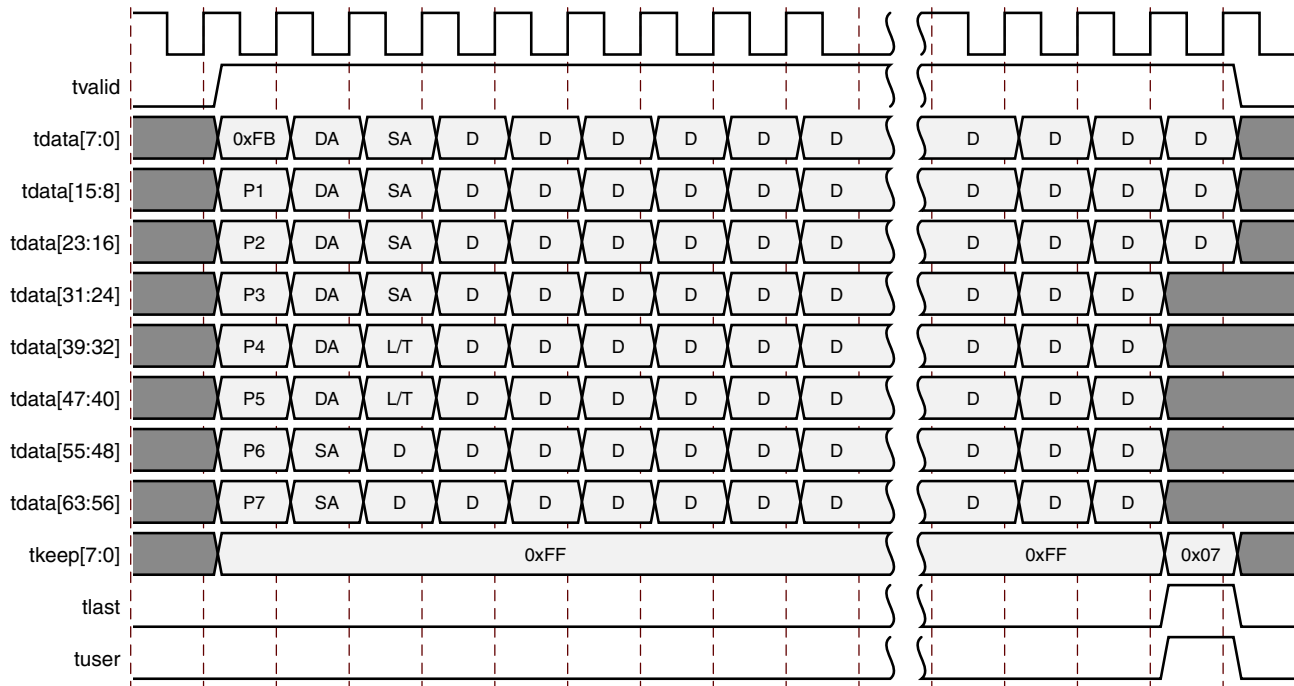 tvalid
tdata[7:0] 0xFB DA SA D D D D D D D D D D
tdata[15:8] P1 DA SA D D D D D D D D D D
tdata[23:16] P2 DA SA D D D D D D D D D D
tdata[31:24] P3 DA SA D D D D D D D D D
tdata[39:32] P4 DA L/T D D D D D D D D D
tdata[47:40] P5 DA L/T D D D D D D D D D
tdata[55:48] P6 SA D D D D D D D D D D
tdata[63:56] P7 SA D D D D D D D D D D
tkeep[7:0] 0xFF 0xFF 0x07
tlast
tuser